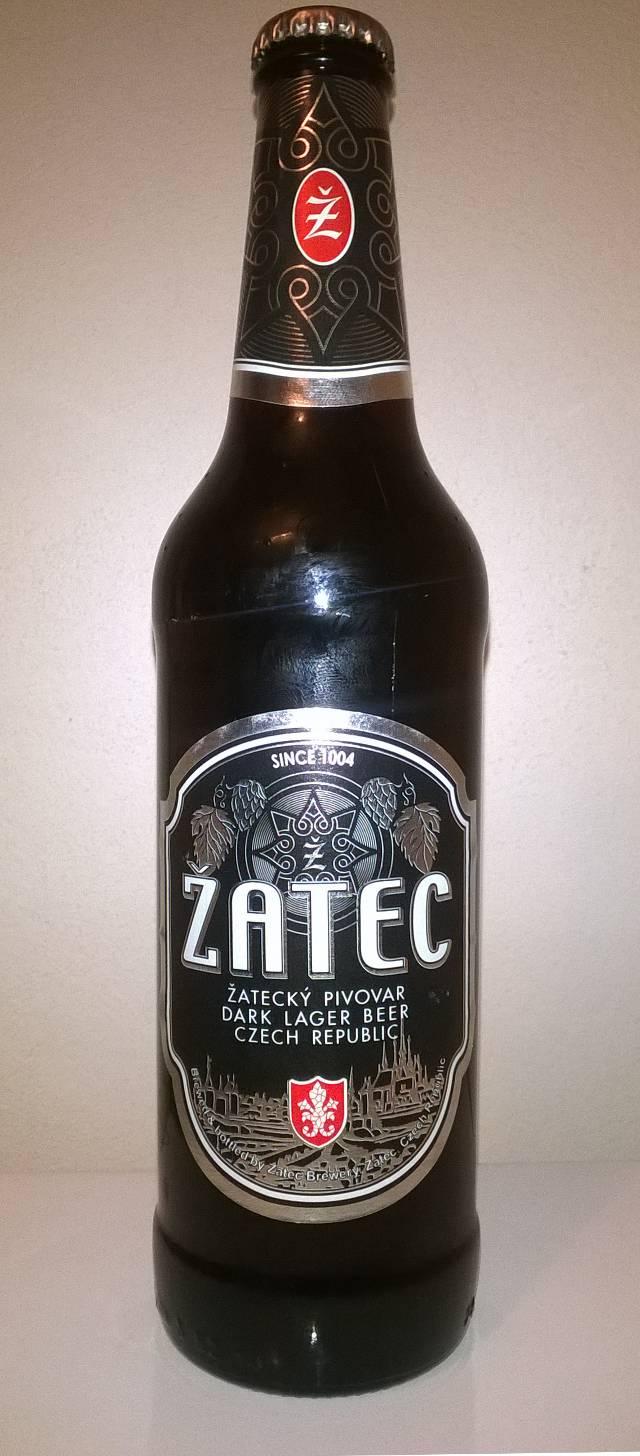 Ž
SINCE 1004
Ž
ŽATEC
ŽATECKÝ PIVOVAR
DARK LAGER BEER
CZECH REPUBLIC
Brewed & bottled by Žatec Brewery, Žatec, Czech Republic